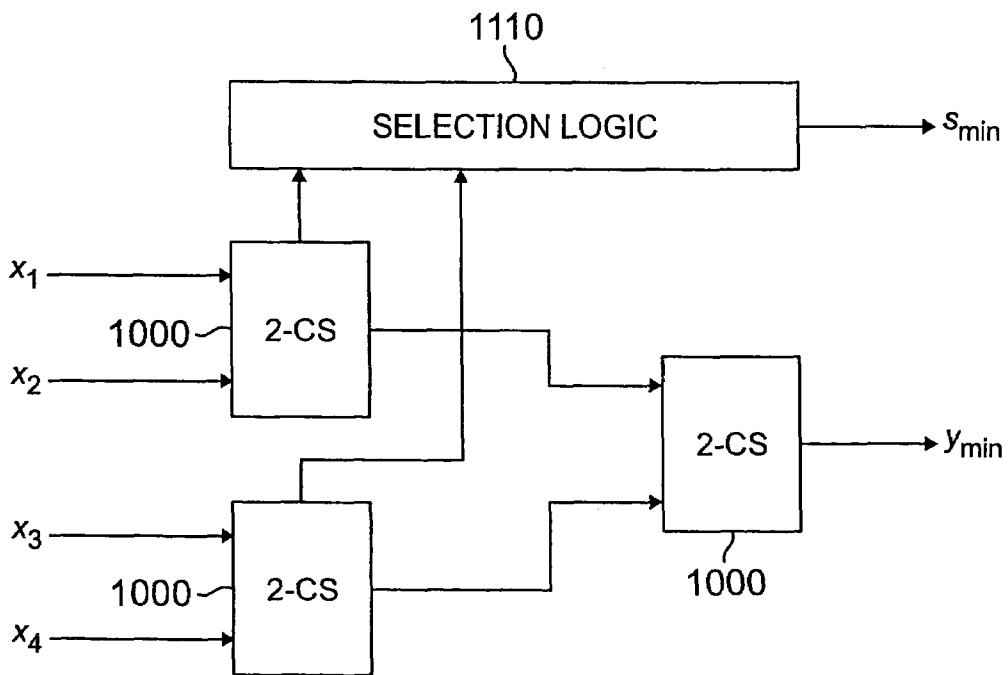 1110
SELECTION LOGIC
s_min
x_1
1000
2-CS
x_2
2-CS
y_min
x_3
1000
2-CS
1000
x_4